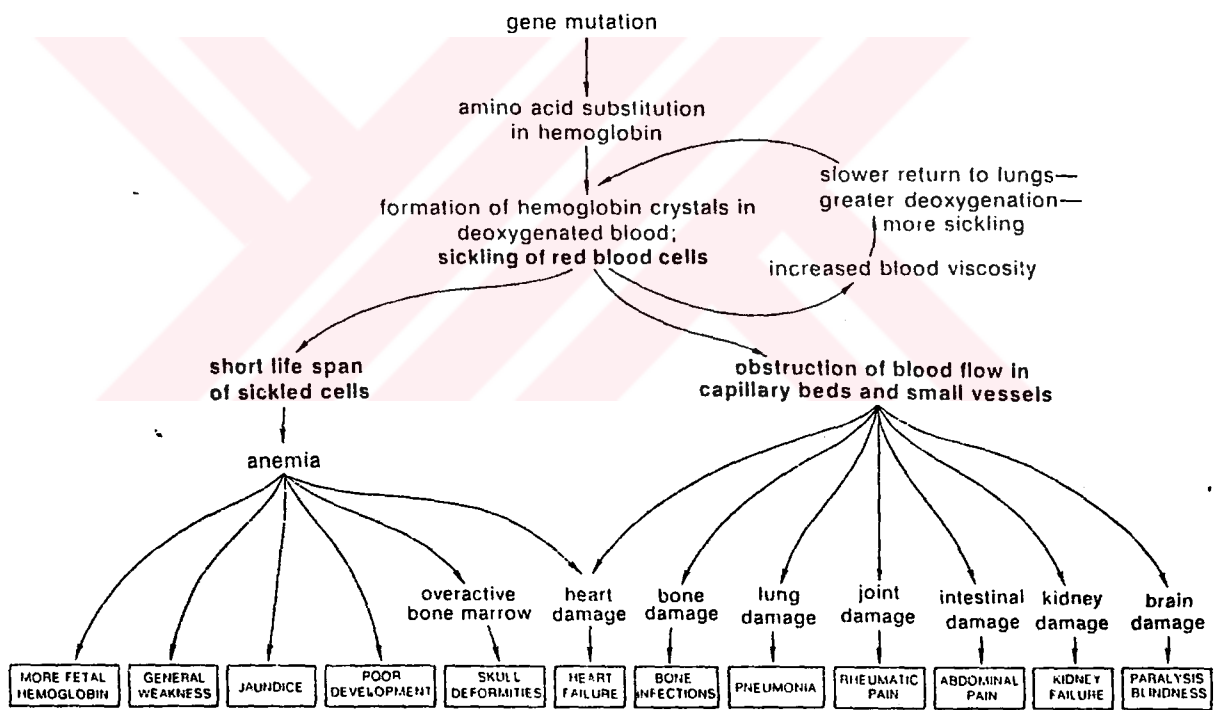 gene mutation
amino acid substitution
in hemoglobin
slower return to lungs—
greater deoxygenation—
more sickling
formation of hemoglobin crystals in
deoxygenated blood;
sickling of red blood cells
increased blood viscosity
short life span
of sickled cells
obstruction of blood flow in
capillary beds and small vessels
anemia
overactive
bone marrow
heart
damage
bone
damage
lung
damage
joint
damage
intestinal
damage
kidney
damage
brain
damage
MORE FETAL
HEMOGLOBIN
GENERAL
WEAKNESS
JAUNDICE
POOR
DEVELOPMENT
SKULL
DEFORMITIES
HEART
FAILURE
BONE
INFECTIONS
PNEUMONIA
RHEUMATIC
PAIN
ABDOMINAL
PAIN
KIDNEY
FAILURE
PARALYSIS
BLINDNESS